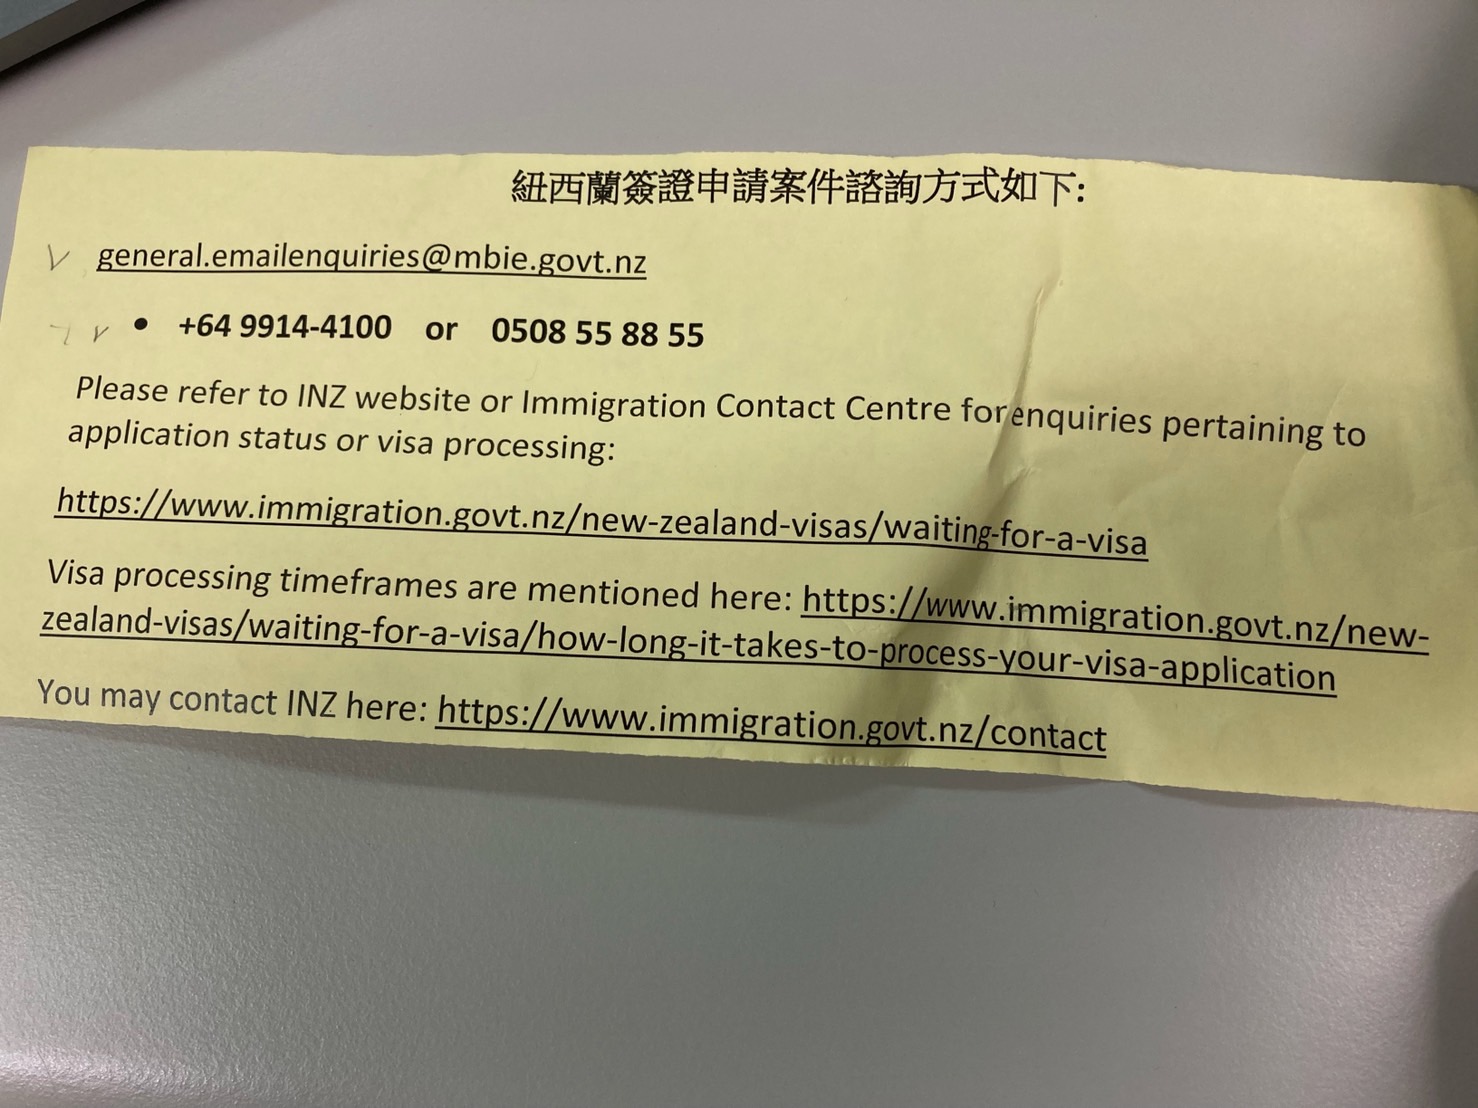 紐西蘭簽證申請案件諮詢方式如下:
general.emailenquiries@mbie.govt.nz
• +64 9914-4100 or 0508 55 88 55
Please refer to INZ website or Immigration Contact Centre for enquiries pertaining to
application status or visa processing:
https://www.immigration.govt.nz/new-zealand-visas/waiting-for-a-visa
Visa processing timeframes are mentioned here: https://www.immigration.govt.nz/new-
zealand-visas/waiting-for-a-visa/how-long-it-takes-to-process-your-visa-application
You may contact INZ here: https://www.immigration.govt.nz/contact